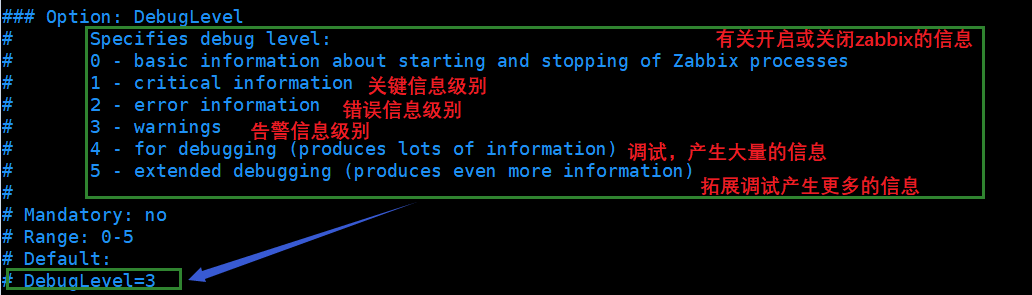 ### Option: DebugLevel
#       Specifies debug level:
有关开启或关闭zabbix的信息
#       0 - basic information about starting and stopping of Zabbix processes
#       1 - critical information
关键信息级别
#       2 - error information
错误信息级别
#       3 - warnings
告警信息级别
#       4 - for debugging (produces lots of information)
调试，产生大量的信息
#       5 - extended debugging (produces even more information)
拓展调试产生更多的信息
#
# Mandatory: no
# Range: 0-5
# Default:
# DebugLevel=3